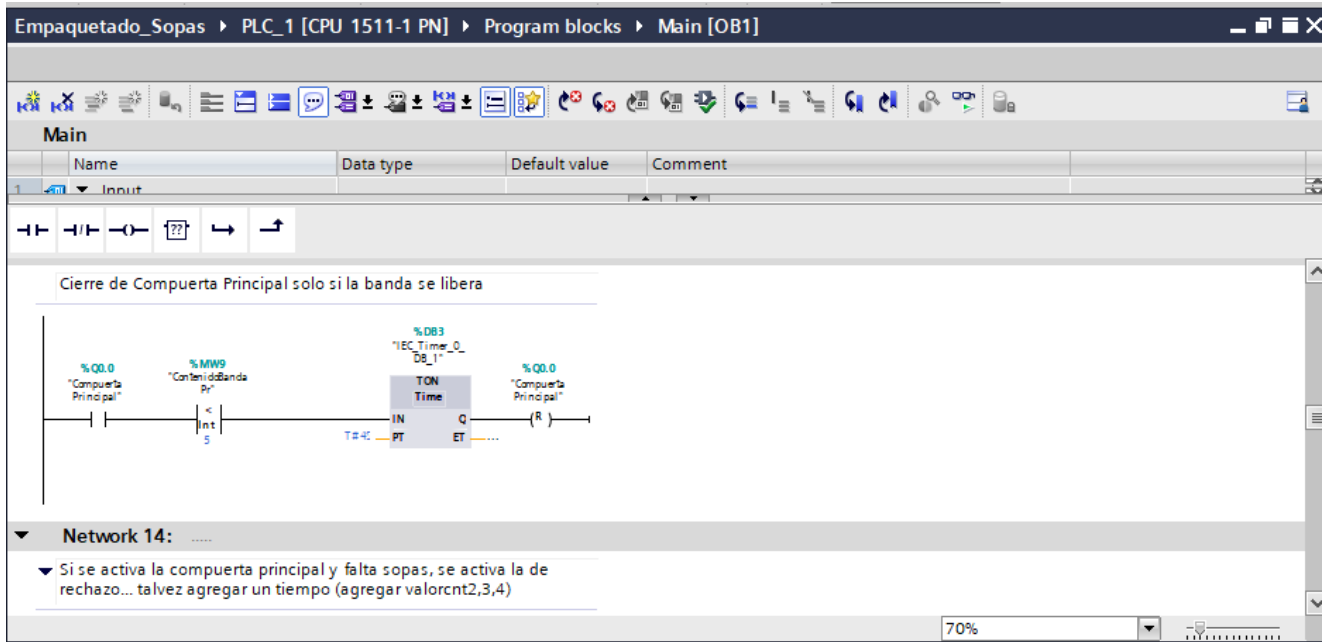 Empaquetado_Sopas ▸ PLC_1 [CPU 1511-1 PN] ▸ Program blocks ▸ Main [OB1]
Main
Name Data type Default value Comment
1 Input
??
Cierre de Compuerta Principal solo si la banda se libera
%DB3
"IEC_Timer_0_
DB_1"
%Q0.0
"Compuerta
Principal"
%MW9
"ContenidoBanda
Pr"
<
Int
5
TON
Time
IN Q
PT ET
T#4
...
%Q0.0
"Compuerta
Principal"
R
Network 14: .....
Si se activa la compuerta principal y falta sopas, se activa la de
rechazo... talvez agregar un tiempo (agregar valorcnt2,3,4)
70%